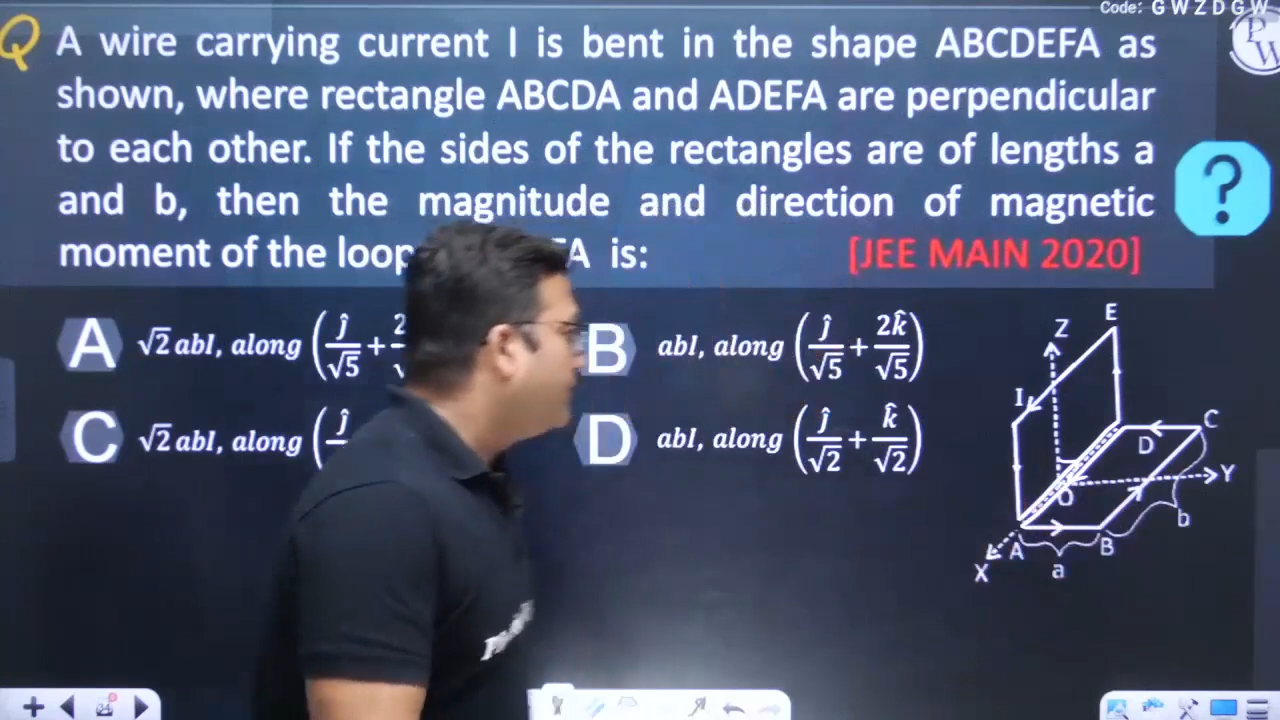 Code: G W Z D G W
Q A wire carrying current I is bent in the shape ABCDEFA as
shown, where rectangle ABCDA and ADEFA are perpendicular
to each other. If the sides of the rectangles are of lengths a
and b, then the magnitude and direction of magnetic
moment of the loop FA is: [JEE MAIN 2020]
A √2 abI, along (ĵ/√5 + 2
B abI, along (ĵ/√5 + 2k̂/√5)
C √2 abI, along (ĵ
D abI, along (ĵ/√2 + k̂/√2)
P W
?
E
Z
I
C
D
Y
O
b
A
B
X
a